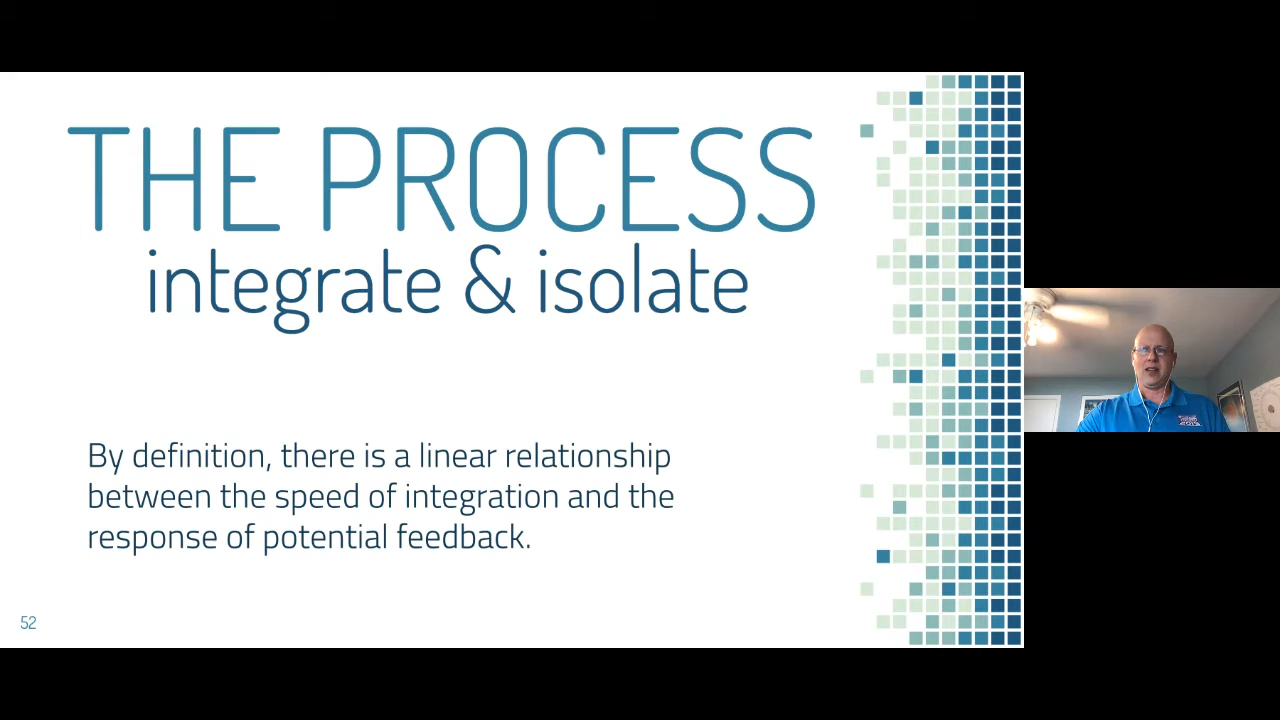 THE PROCESS
integrate & isolate
By definition, there is a linear relationship
between the speed of integration and the
response of potential feedback.
52